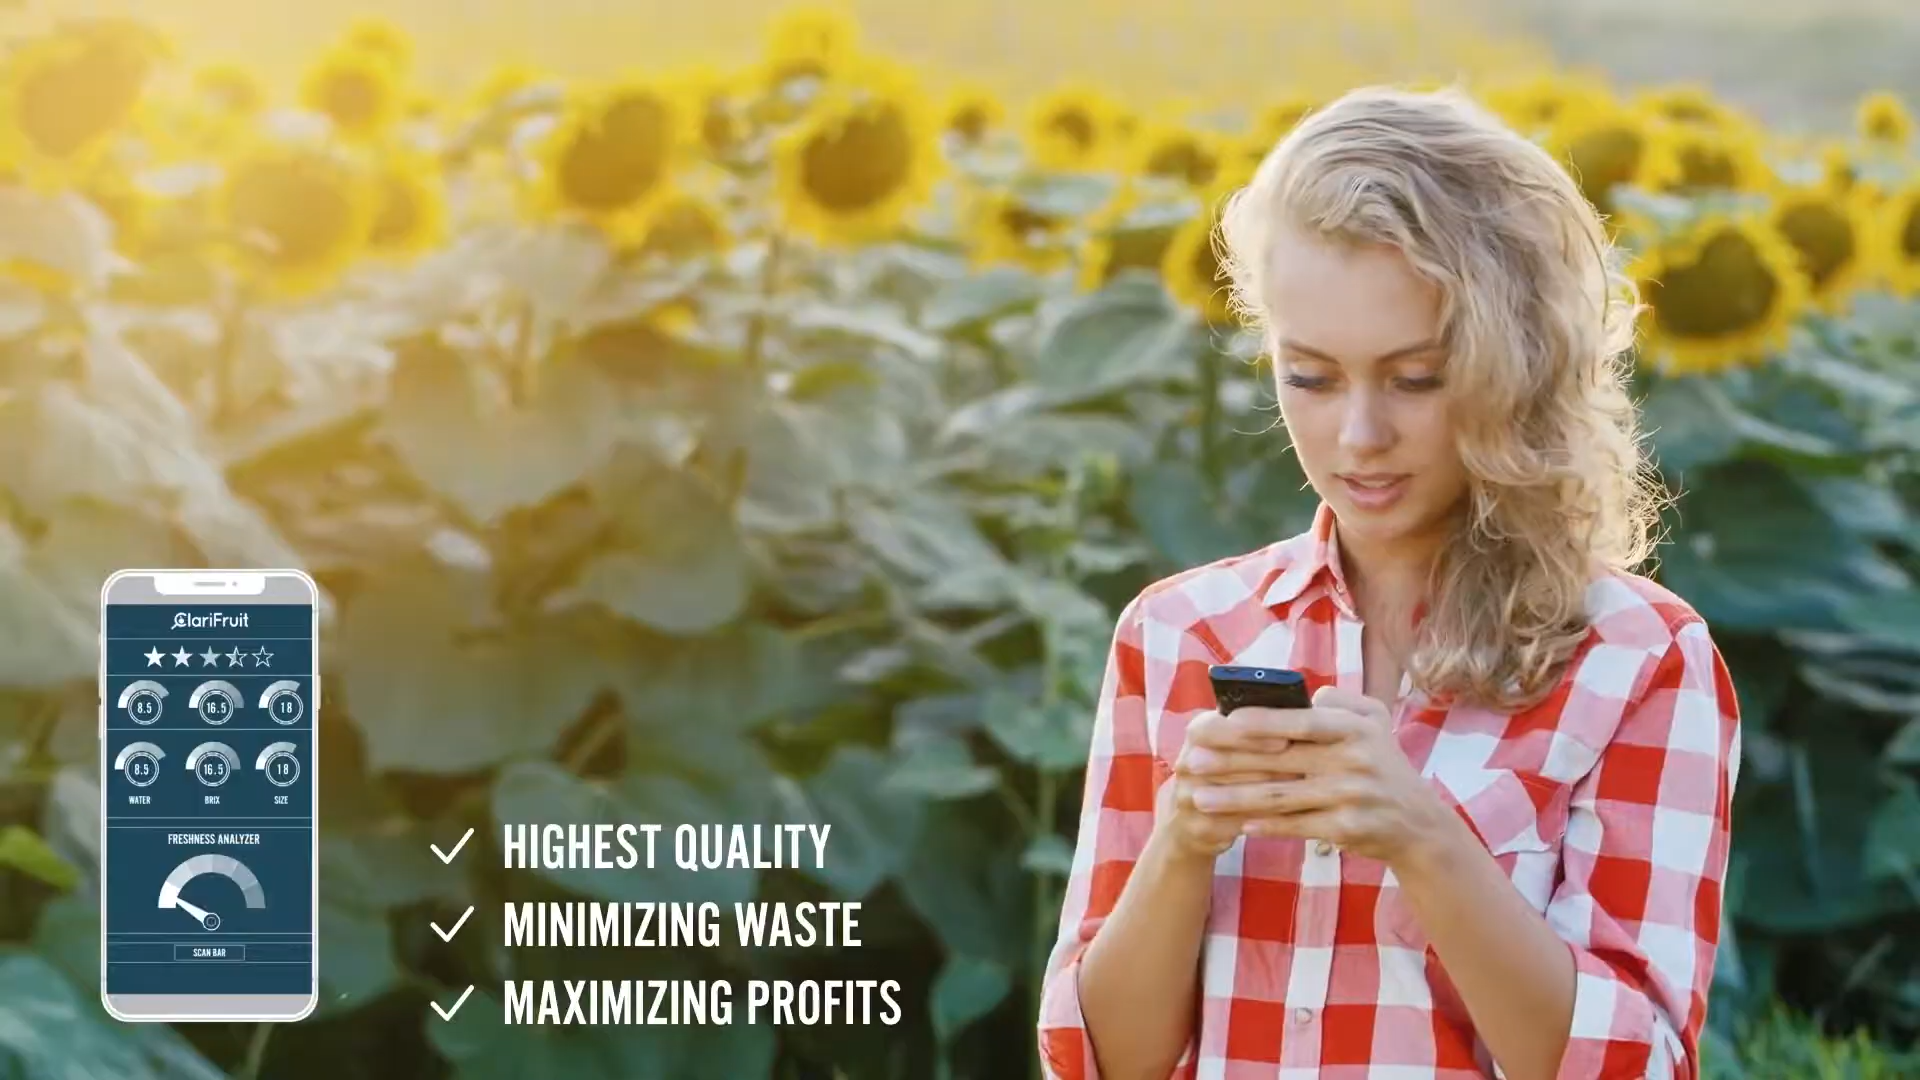 ClariFruit
8.5 16.5 18
8.5 16.5 18
WATER BRIX SIZE
FRESHNESS ANALYZER
SCAN BAR
HIGHEST QUALITY
MINIMIZING WASTE
MAXIMIZING PROFITS